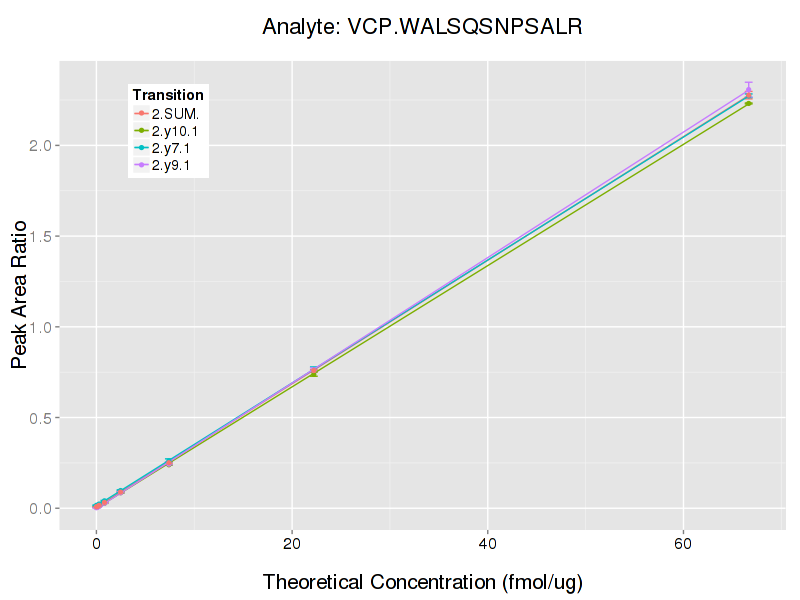 Analyte: VCP.WALSQSNPSALR
Transition
2.SUM.
2.y10.1
2.y7.1
2.y9.1
Peak Area Ratio
2.0
1.5
1.0
0.5
0.0
0 20 40 60
Theoretical Concentration (fmol/ug)